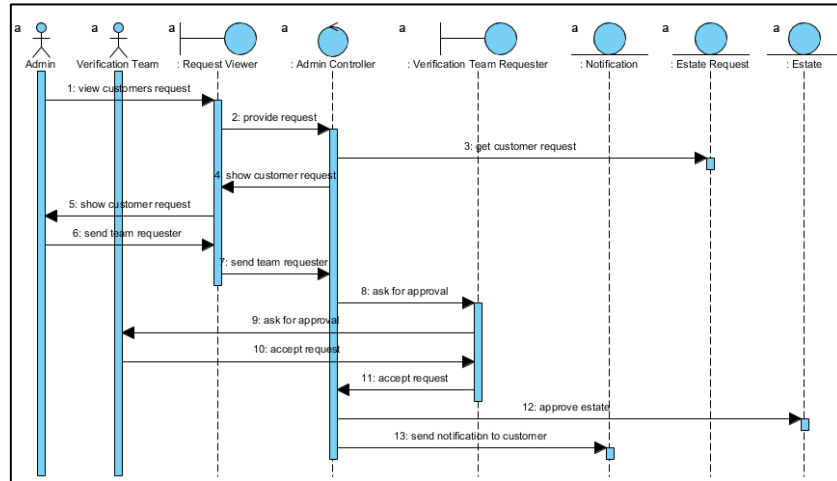 a a a a a a a a
Admin Verification Team : Request Viewer : Admin Controller : Verification Team Requester : Notification : Estate Request : Estate
1: view customers request
2: provide request
3: get customer request
4: show customer request
5: show customer request
6: send team requester
7: send team requester
8: ask for approval
9: ask for approval
10: accept request
11: accept request
12: approve estate
13: send notification to customer